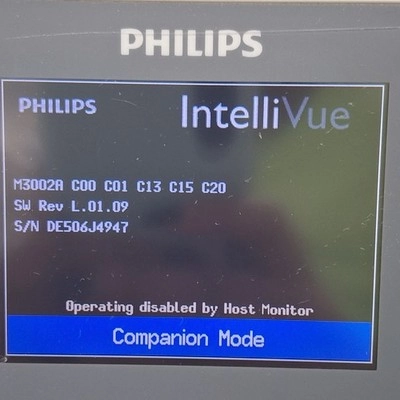 PHILIPS
PHILIPS IntelliVue
M3002A C00 C01 C13 C15 C20
SW Rev L.01.09
S/N DE506J4947
Operating disabled by Host Monitor
Companion Mode